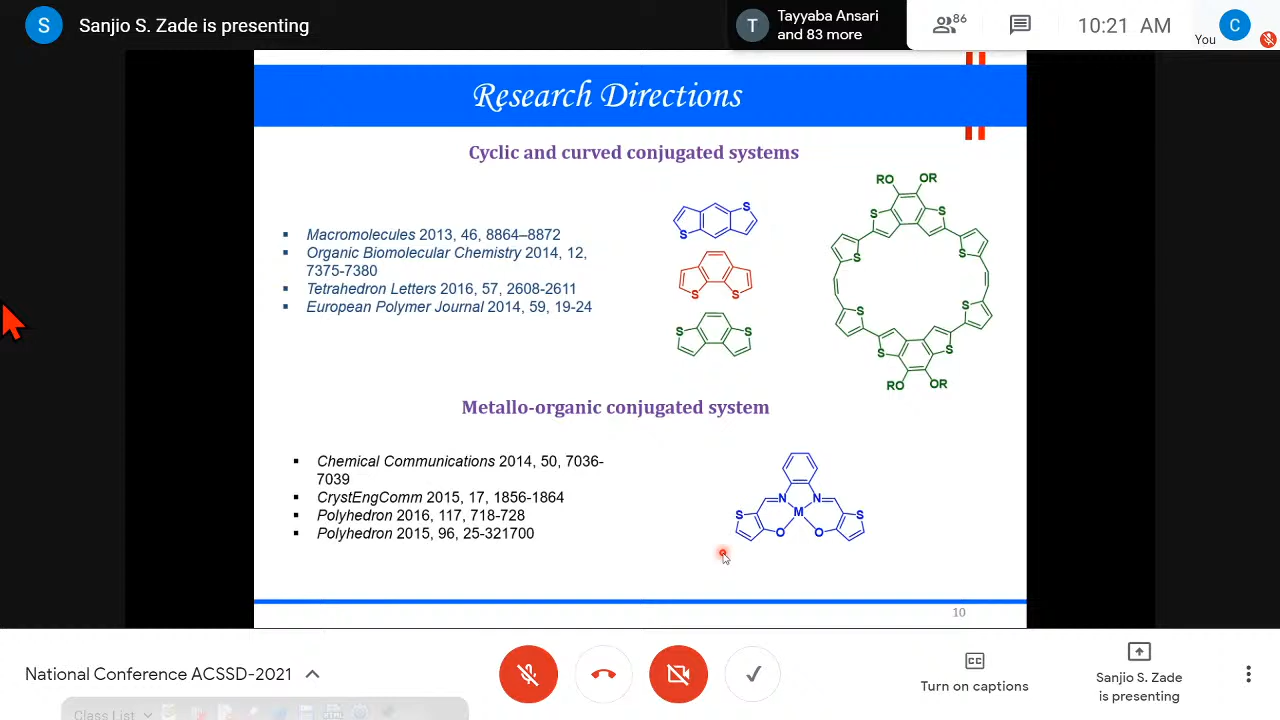 S Sanjio S. Zade is presenting
T Tayyaba Ansari
and 83 more
86
10:21 AM
You
C
Research Directions
Cyclic and curved conjugated systems
▪ Macromolecules 2013, 46, 8864–8872
▪ Organic Biomolecular Chemistry 2014, 12,
7375-7380
▪ Tetrahedron Letters 2016, 57, 2608-2611
▪ European Polymer Journal 2014, 59, 19-24
S
S
S S
S S
RO OR
S S
S S
S S
S S
RO OR
Metallo-organic conjugated system
▪ Chemical Communications 2014, 50, 7036-
7039
▪ CrystEngComm 2015, 17, 1856-1864
▪ Polyhedron 2016, 117, 718-728
▪ Polyhedron 2015, 96, 25-321700
N N
S M S
O O
10
National Conference ACSSD-2021
CC
Turn on captions
Sanjio S. Zade
is presenting
Class List
HTML